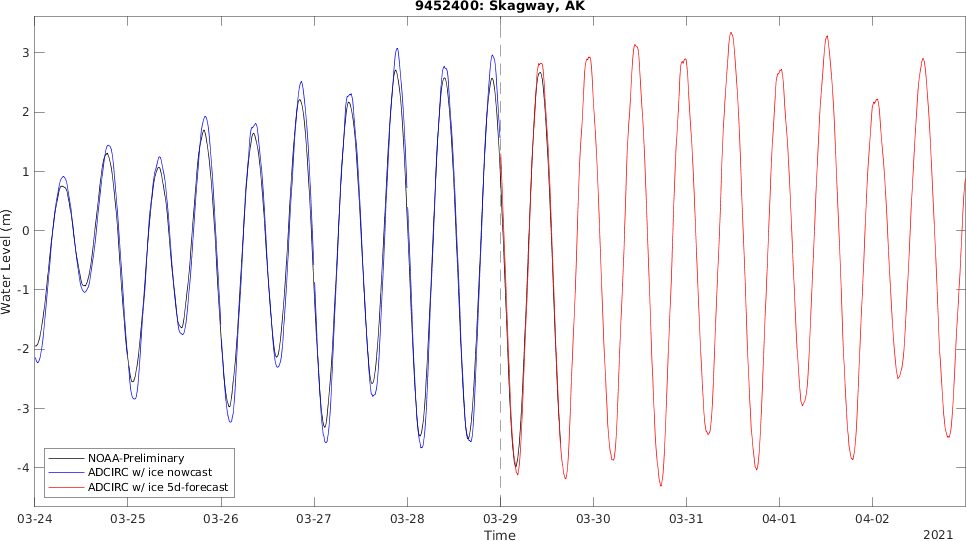 9452400: Skagway, AK
3
2
1
0
-1
-2
-3
-4
Water Level (m)
NOAA-Preliminary
ADCIRC w/ ice nowcast
ADCIRC w/ ice 5d-forecast
03-24 03-25 03-26 03-27 03-28 03-29 03-30 03-31 04-01 04-02
Time
2021